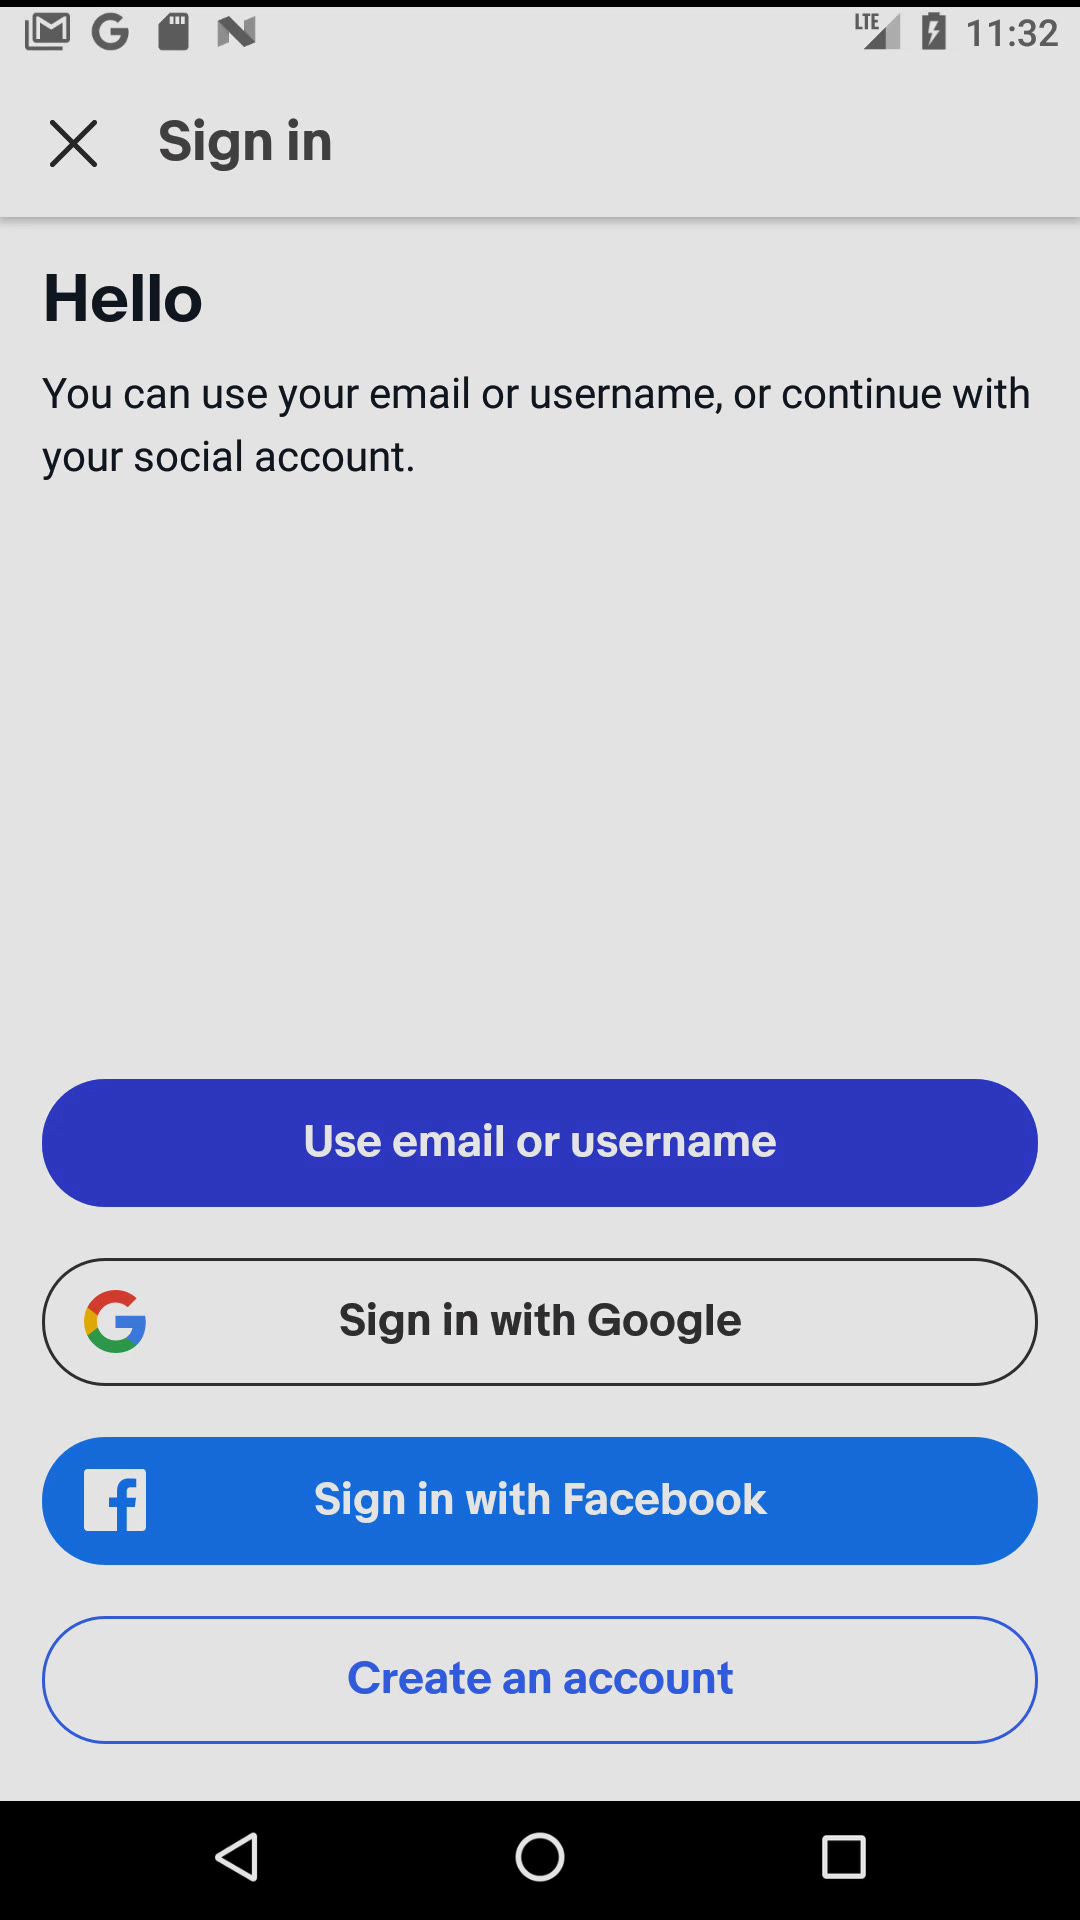 LTE 11:32
Sign in
Hello
You can use your email or username, or continue with
your social account.
Use email or username
Sign in with Google
Sign in with Facebook
Create an account